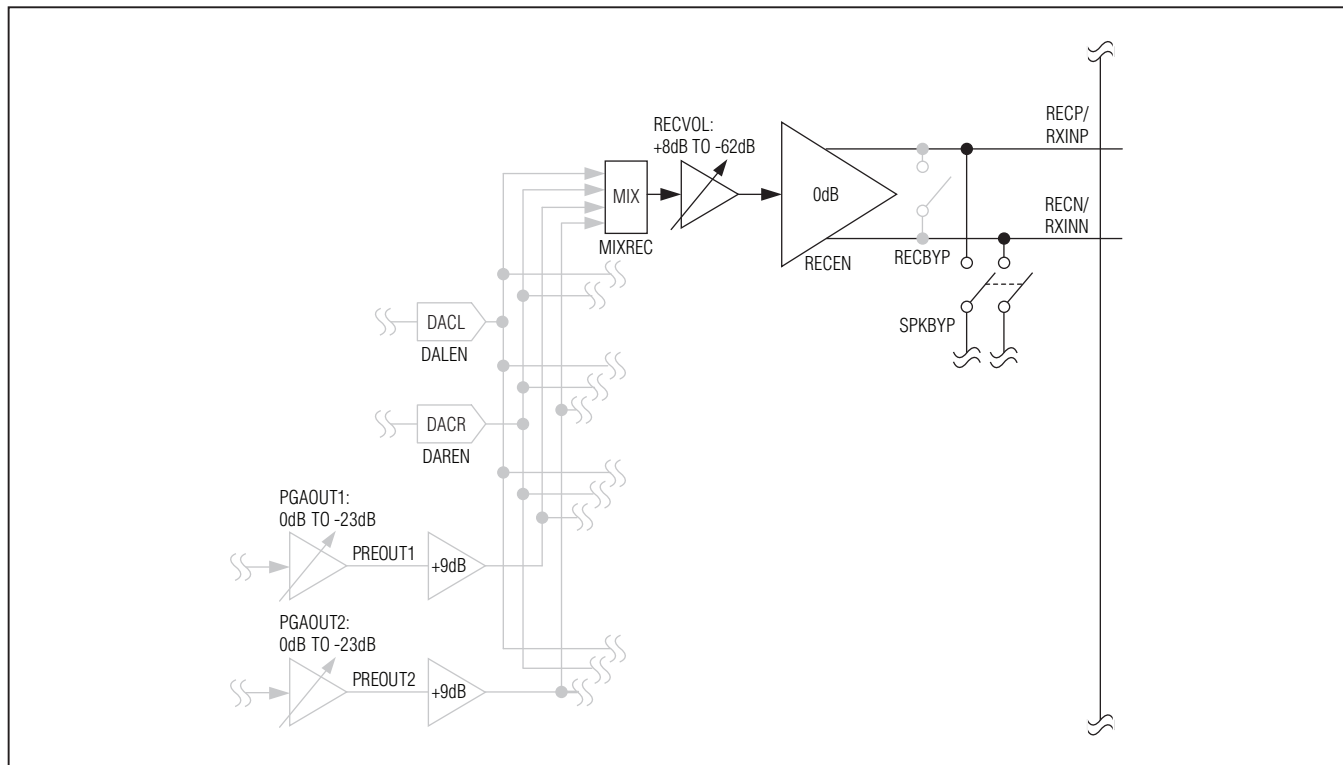 RECP/
RXINP
RECVOL:
+8dB TO -62dB
MIX
0dB
RECN/
RXINN
MIXREC
RECEN
RECBYP
DACL
SPKBYP
DALEN
DACR
DAREN
PGAOUT1:
0dB TO -23dB
PREOUT1
+9dB
PGAOUT2:
0dB TO -23dB
PREOUT2
+9dB